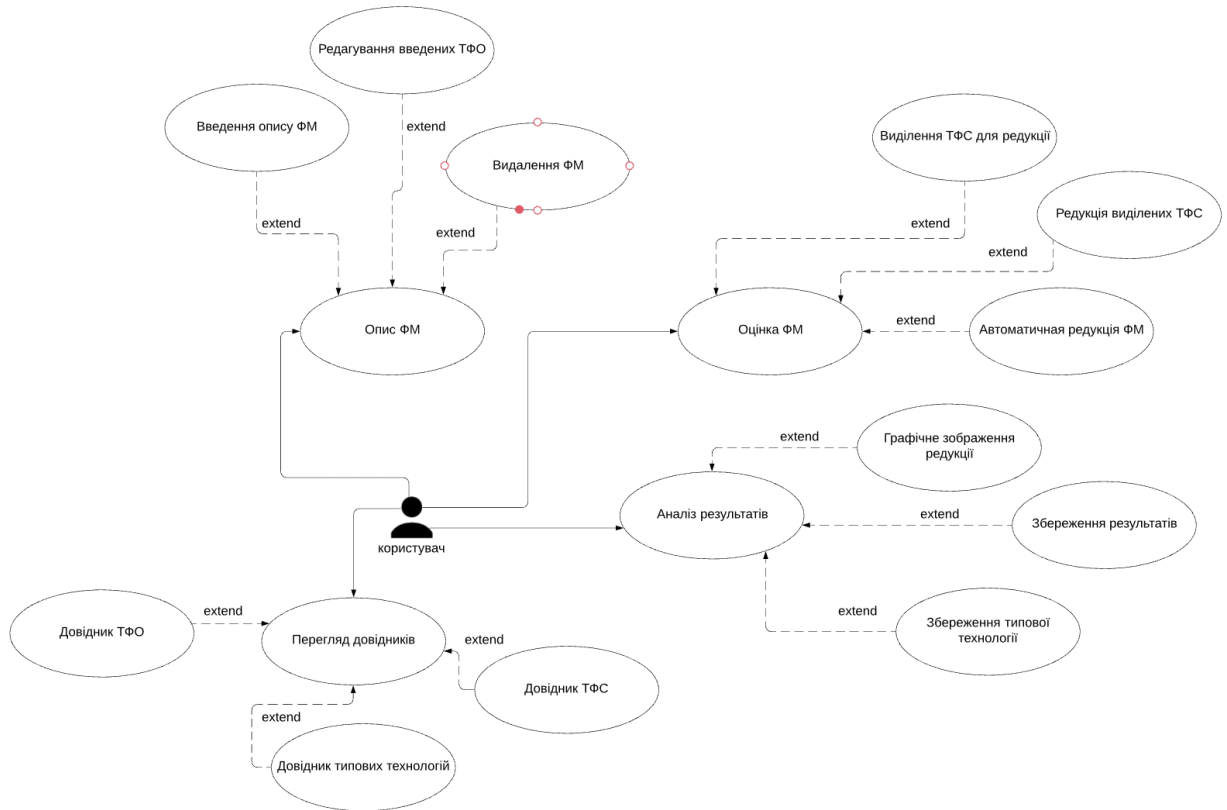 Редагування введених ТФО
Введення опису ФМ
extend
extend
Видалення ФМ
extend
Опис ФМ
Виділення ТФС для редукції
Редукція виділених ТФС
extend
extend
Оцінка ФМ
extend
Автоматичная редукція ФМ
Графічне зображення
редукції
extend
Аналіз результатів
extend
Збереження результатів
extend
Збереження типової
технології
користувач
Довідник ТФО
extend
Перегляд довідників
extend
Довідник ТФС
extend
Довідник типових технологій